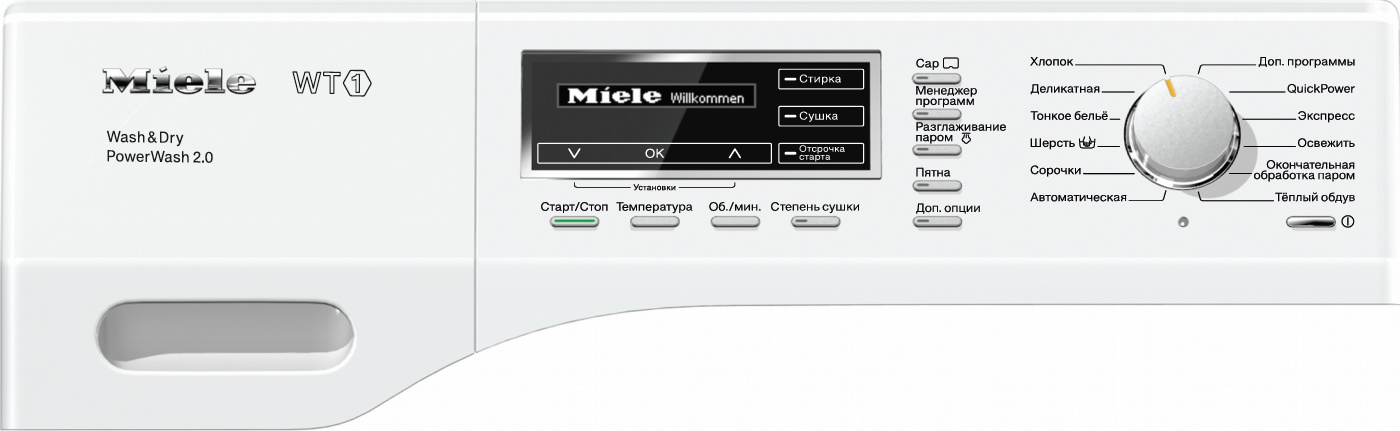 Miele WT1
Wash & Dry
PowerWash 2.0
Miele Willkommen
Стирка
Сушка
OK
Отсрочка
старта
Установки
Старт/Стоп
Температура
Об./мин.
Степень сушки
Cap
Менеджер
программ
Разглаживание
паром
Пятна
Доп. опции
Хлопок
Деликатная
Тонкое бельё
Шерсть
Сорочки
Автоматическая
Доп. программы
QuickPower
Экспресс
Освежить
Окончательная
обработка паром
Тёплый обдув